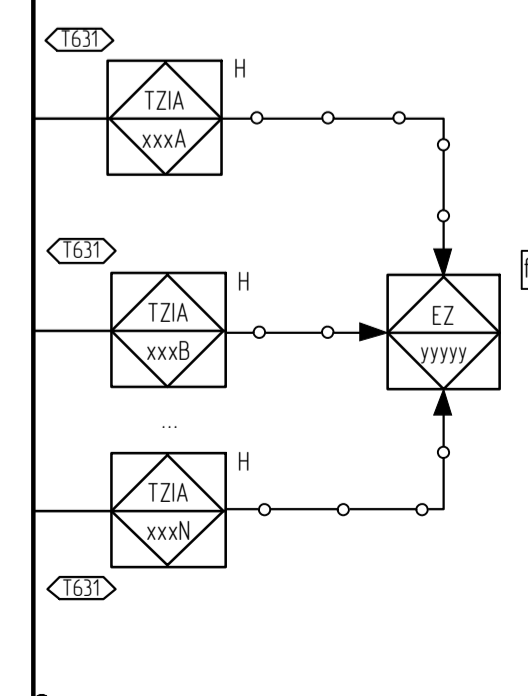 T631
H
TZIA
xxxA
T631
H
TZIA
xxxB
EZ
yyyyy
...
H
TZIA
xxxN
T631